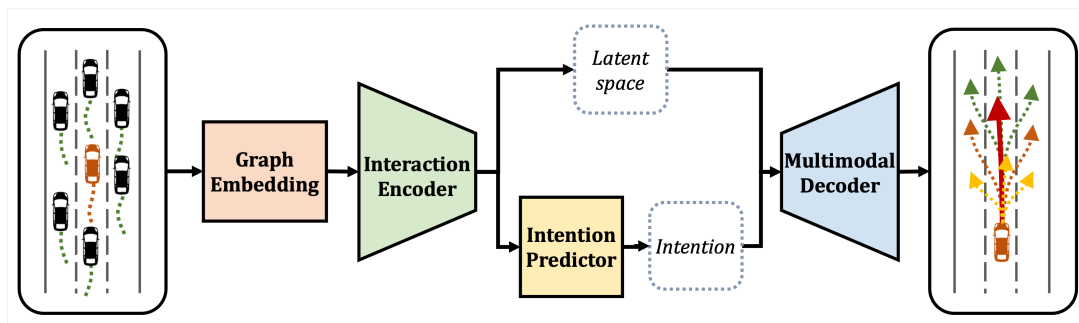 Graph
Embedding
Interaction
Encoder
Latent
space
Intention
Predictor
Intention
Multimodal
Decoder